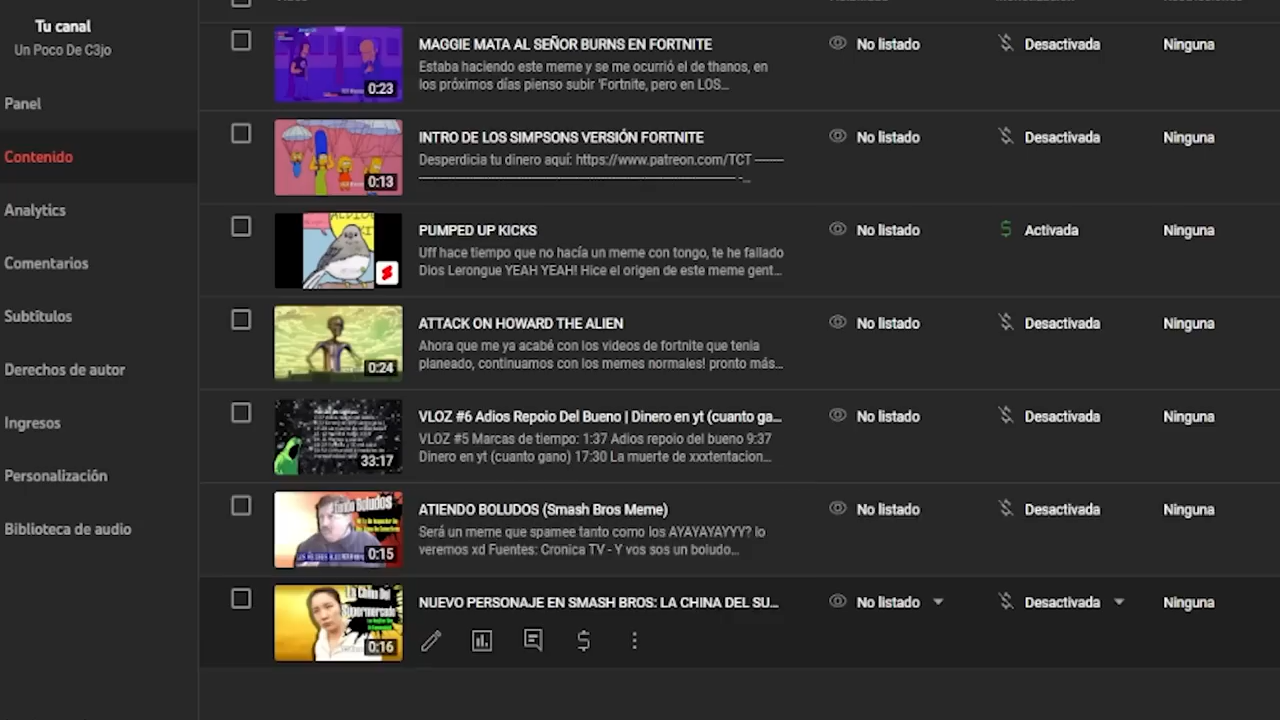 Tu canal
Un Poco De C3jo
Panel
Contenido
Analytics
Comentarios
Subtítulos
Derechos de autor
Ingresos
Personalización
Biblioteca de audio
MAGGIE MATA AL SEÑOR BURNS EN FORTNITE
Estaba haciendo este meme y se me ocurrió el de thanos, en
los próximos días pienso subir 'Fortnite, pero en LOS...
0:23
No listado
Desactivada
Ninguna
INTRO DE LOS SIMPSONS VERSIÓN FORTNITE
Desperdicia tu dinero aquí: https://www.patreon.com/TCT
0:13
No listado
Desactivada
Ninguna
PUMPED UP KICKS
Uff hace tiempo que no hacía un meme con tongo, te he fallado
Dios Lerongue YEAH YEAH! Hice el origen de este meme gent...
No listado
Activada
Ninguna
ATTACK ON HOWARD THE ALIEN
Ahora que me ya acabé con los videos de fortnite que tenia
planeado, continuamos con los memes normales! pronto más...
0:24
No listado
Desactivada
Ninguna
VLOZ #6 Adios Repoio Del Bueno | Dinero en yt (cuanto ga...
VLOZ #5 Marcas de tiempo: 1:37 Adios repoio del bueno 9:37
Dinero en yt (cuanto gano) 17:30 La muerte de xxxtentacion...
33:17
No listado
Desactivada
Ninguna
ATIENDO BOLUDOS (Smash Bros Meme)
Será un meme que spamee tanto como los AYAYAYAYYY? lo
veremos xd Fuentes: Cronica TV - Y vos sos un boludo...
0:15
No listado
Desactivada
Ninguna
NUEVO PERSONAJE EN SMASH BROS: LA CHINA DEL SU...
La China Del
Supermercado
0:16
No listado
Desactivada
Ninguna